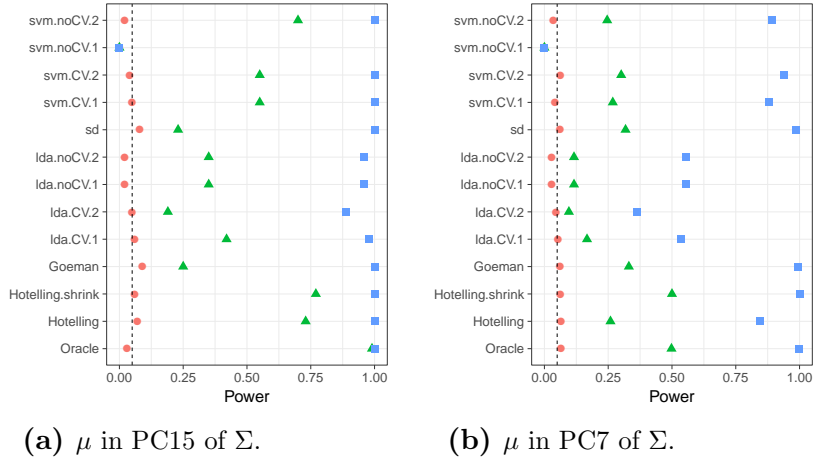 svm.noCV.2
svm.noCV.1
svm.CV.2
svm.CV.1
sd
lda.noCV.2
lda.noCV.1
lda.CV.2
lda.CV.1
Goeman
Hotelling.shrink
Hotelling
Oracle
0.00 0.25 0.50 0.75 1.00
Power
(a) μ in PC15 of Σ.
svm.noCV.2
svm.noCV.1
svm.CV.2
svm.CV.1
sd
lda.noCV.2
lda.noCV.1
lda.CV.2
lda.CV.1
Goeman
Hotelling.shrink
Hotelling
Oracle
0.00 0.25 0.50 0.75 1.00
Power
(b) μ in PC7 of Σ.